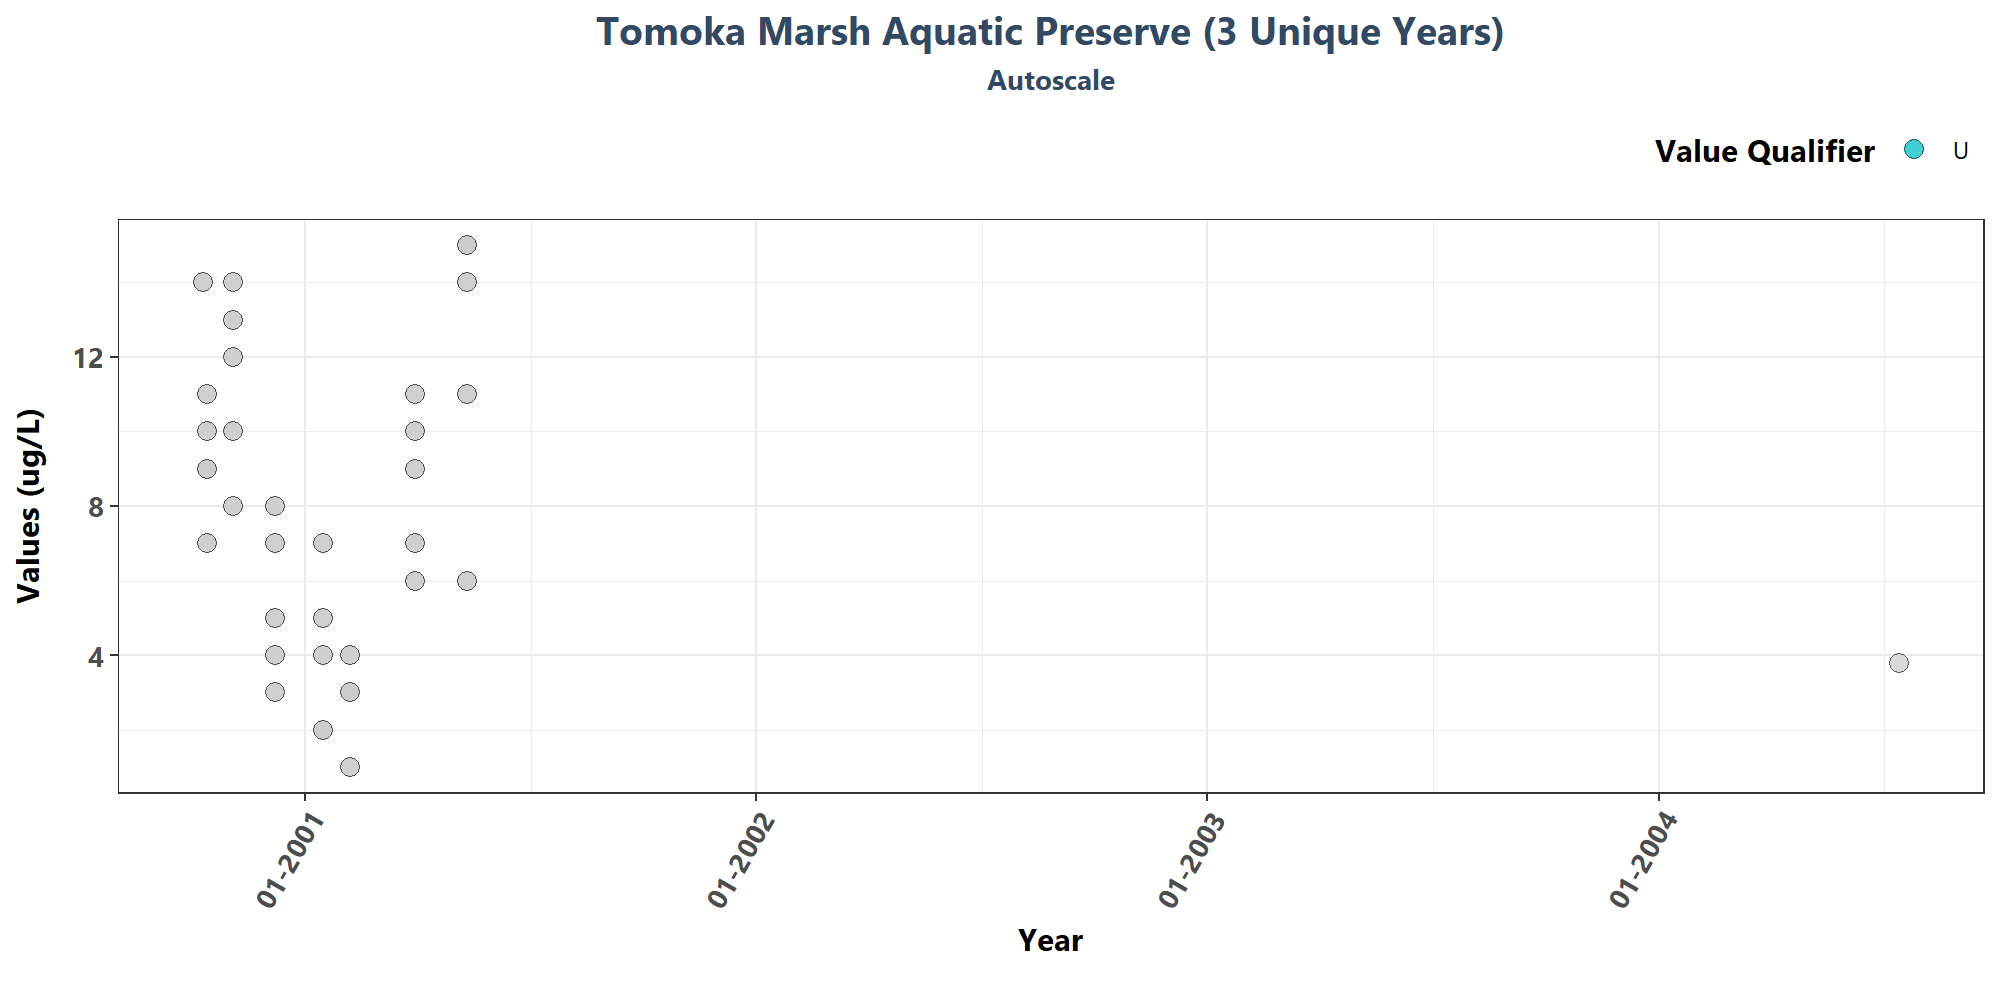 Tomoka Marsh Aquatic Preserve (3 Unique Years)
Autoscale
Value Qualifier U
12
8
4
Values (ug/L)
01-2001 01-2002 01-2003 01-2004
Year